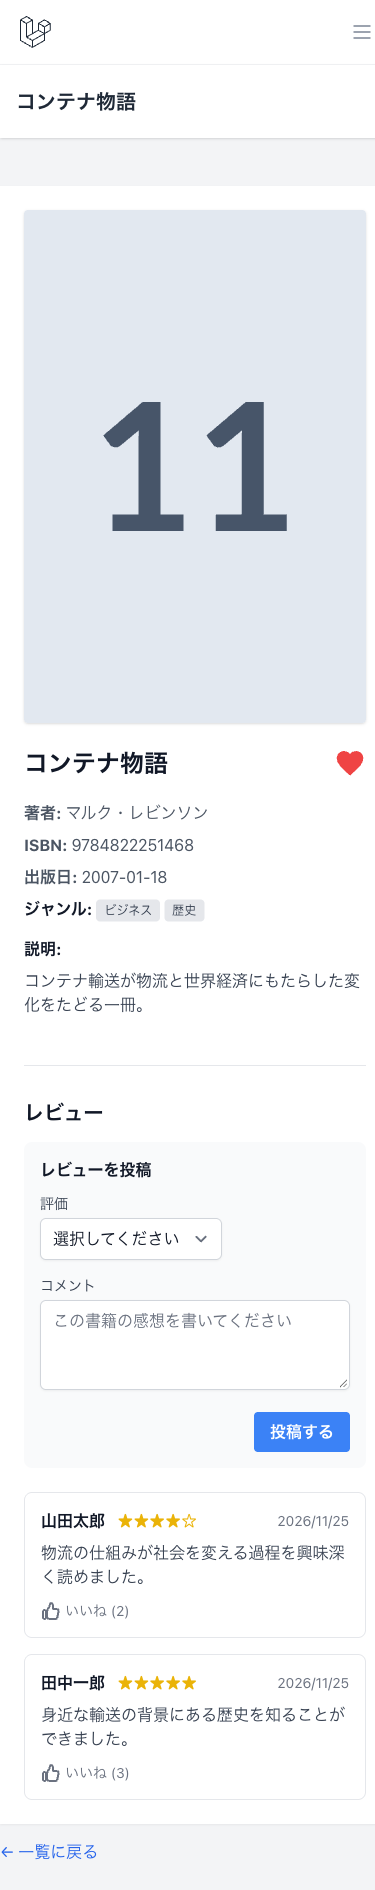 コンテナ物語
11
コンテナ物語
著者: マルク・レビンソン
ISBN: 9784822251468
出版日: 2007-01-18
ジャンル: ビジネス 歴史
説明:
コンテナ輸送が物流と世界経済にもたらした変
化をたどる一冊。
レビュー
レビューを投稿
評価
選択してください
コメント
この書籍の感想を書いてください
投稿する
山田太郎 ★★★★☆ 2026/11/25
物流の仕組みが社会を変える過程を興味深
く読めました。
いいね (2)
田中一郎 ★★★★★ 2026/11/25
身近な輸送の背景にある歴史を知ることが
できました。
いいね (3)
← 一覧に戻る